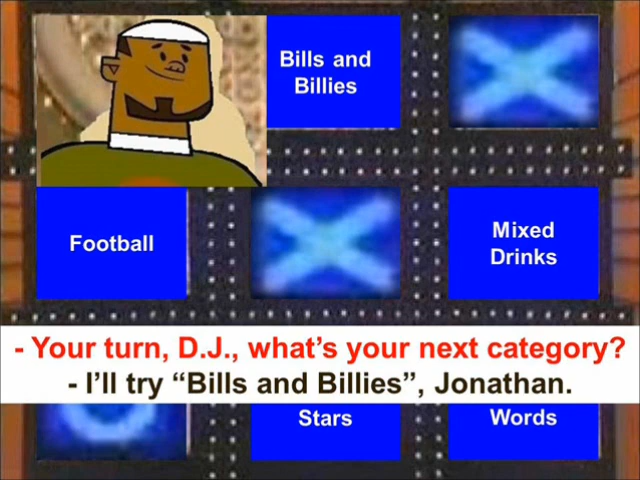 Bills and
Billies
Football
Mixed
Drinks
- Your turn, D.J., what's your next category?
- I'll try “Bills and Billies”, Jonathan.
Stars
Words